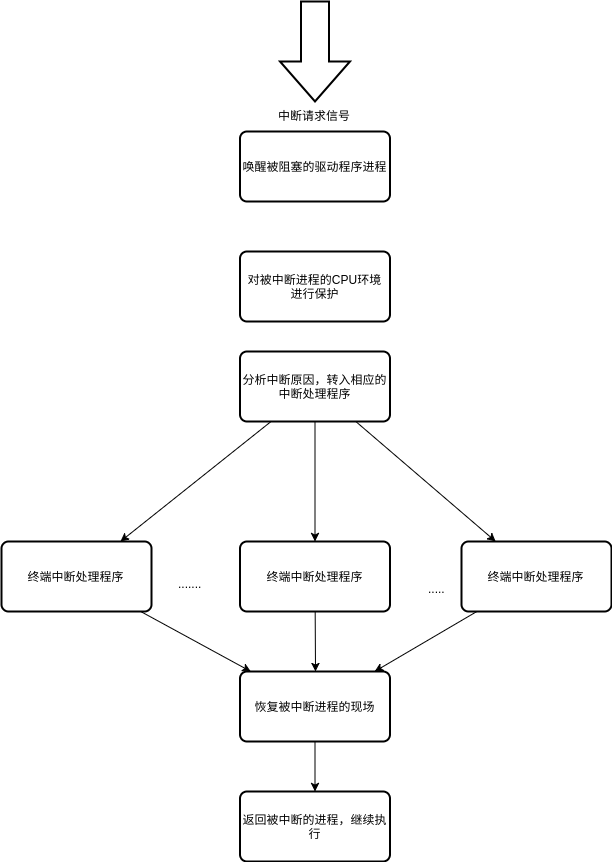 中断请求信号
唤醒被阻塞的驱动程序进程
对被中断进程的CPU环境
进行保护
分析中断原因，转入相应的
中断处理程序
终端中断处理程序
.......
终端中断处理程序
.....
终端中断处理程序
恢复被中断进程的现场
返回被中断的进程，继续执
行